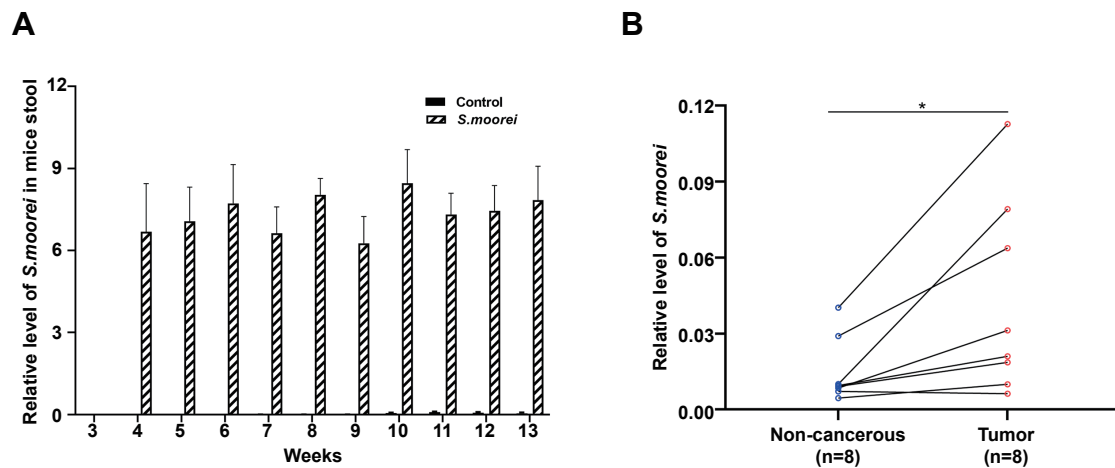 A
B
Relative level of S.moorei in mice stool
12
9
6
3
0
Control
S.moorei
3 4 5 6 7 8 9 10 11 12 13
Weeks
Relative level of S.moorei
0.12
0.09
0.06
0.03
0.00
*
Non-cancerous
(n=8)
Tumor
(n=8)